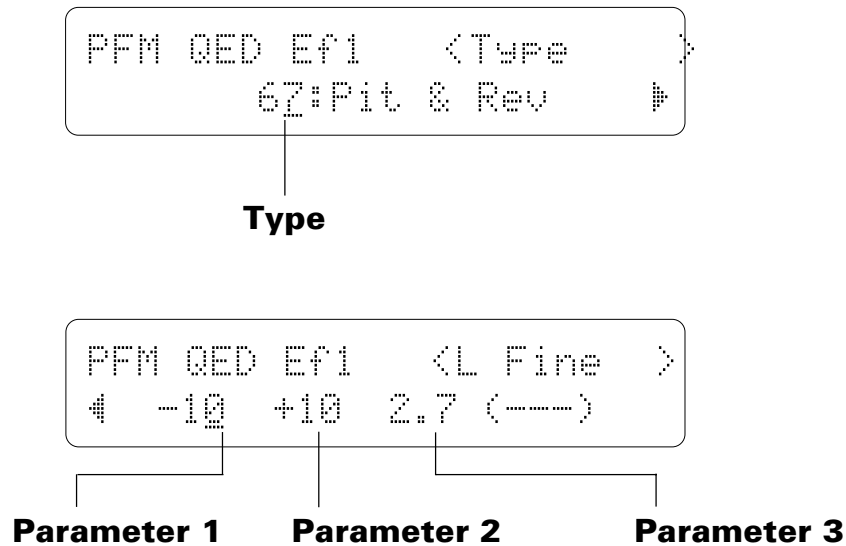 PFM QED Ef1 <Type >
67:Pit & Rev
Type
PFM QED Ef1 <L Fine >
-10 +10 2.7 (---)
Parameter 1 Parameter 2 Parameter 3